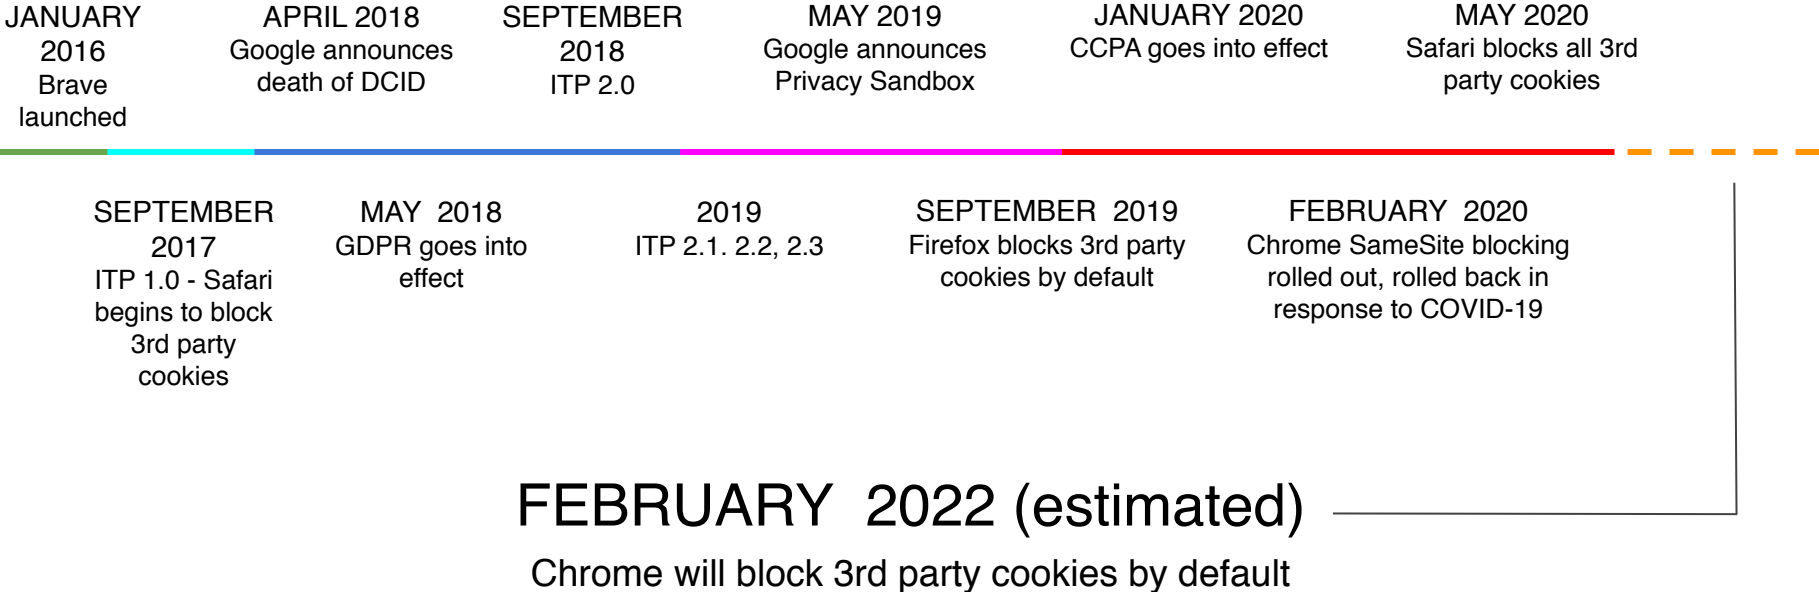 JANUARY
2016
Brave
launched
APRIL 2018
Google announces
death of DCID
SEPTEMBER
2018
ITP 2.0
MAY 2019
Google announces
Privacy Sandbox
JANUARY 2020
CCPA goes into effect
MAY 2020
Safari blocks all 3rd
party cookies
SEPTEMBER
2017
ITP 1.0 - Safari
begins to block
3rd party
cookies
MAY 2018
GDPR goes into
effect
2019
ITP 2.1. 2.2, 2.3
SEPTEMBER 2019
Firefox blocks 3rd party
cookies by default
FEBRUARY 2020
Chrome SameSite blocking
rolled out, rolled back in
response to COVID-19
FEBRUARY 2022 (estimated)
Chrome will block 3rd party cookies by default